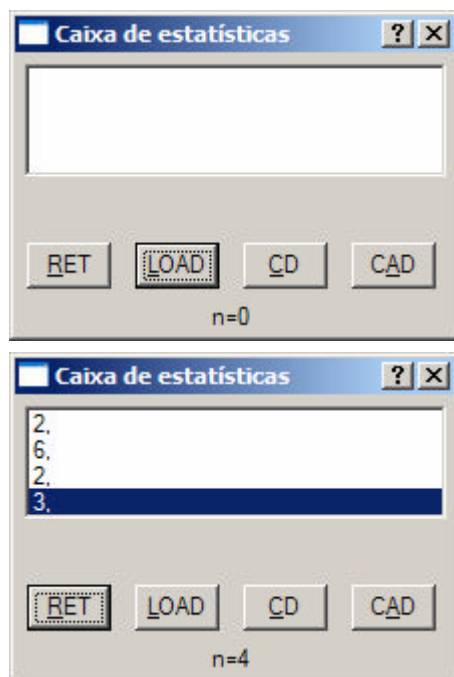 Caixa de estatísticas ? X
RET LOAD CD CAD
n=0
Caixa de estatísticas ? X
2,
6,
2,
3,
RET LOAD CD CAD
n=4